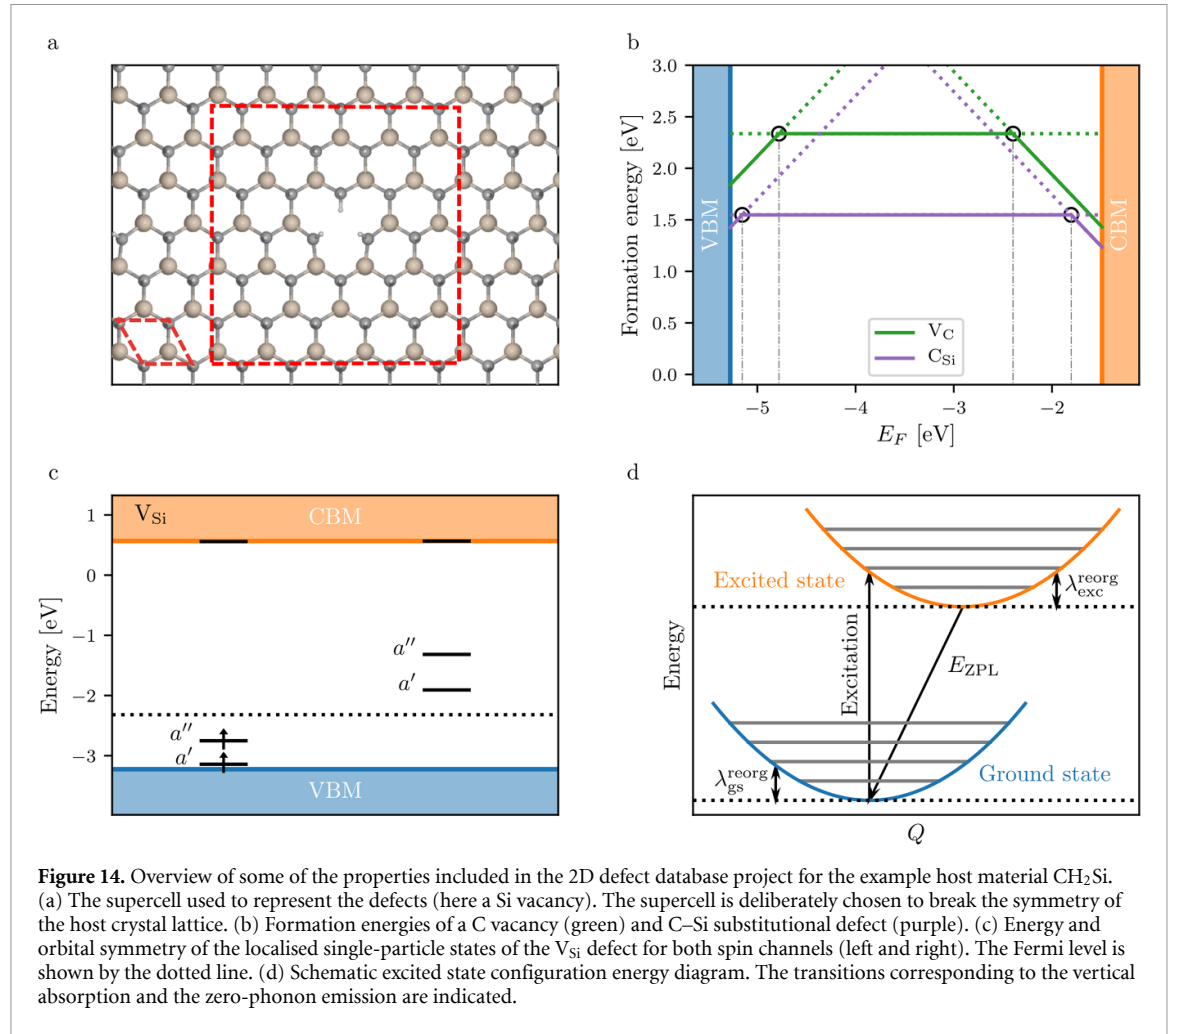 a
b
3.0
2.5
2.0
1.5
1.0
0.5
0.0
Formation energy [eV]
VBM
CBM
V_C
C_Si
−5
−4
−3
−2
E_F [eV]
c
V_Si
CBM
1
0
−1
−2
−3
Energy [eV]
a′′
a′
a′′
a′
VBM
d
Excited state
λ_exc^reorg
Excitation
E_ZPL
Energy
λ_gs^reorg
Ground state
Q
Figure 14. Overview of some of the properties included in the 2D defect database project for the example host material CH₂Si.
(a) The supercell used to represent the defects (here a Si vacancy). The supercell is deliberately chosen to break the symmetry of
the host crystal lattice. (b) Formation energies of a C vacancy (green) and C–Si substitutional defect (purple). (c) Energy and
orbital symmetry of the localised single-particle states of the V_Si defect for both spin channels (left and right). The Fermi level is
shown by the dotted line. (d) Schematic excited state configuration energy diagram. The transitions corresponding to the vertical
absorption and the zero-phonon emission are indicated.